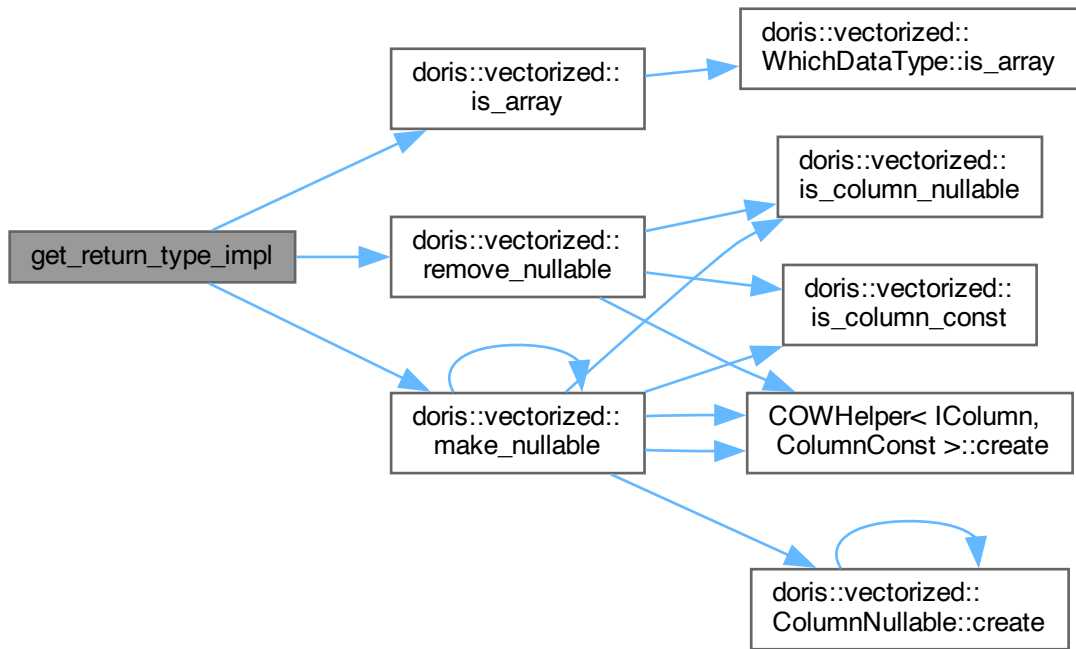 get_return_type_impl
doris::vectorized::
is_array
doris::vectorized::
WhichDataType::is_array
doris::vectorized::
remove_nullable
doris::vectorized::
is_column_nullable
doris::vectorized::
is_column_const
doris::vectorized::
make_nullable
COWHelper< IColumn,
ColumnConst >::create
doris::vectorized::
ColumnNullable::create